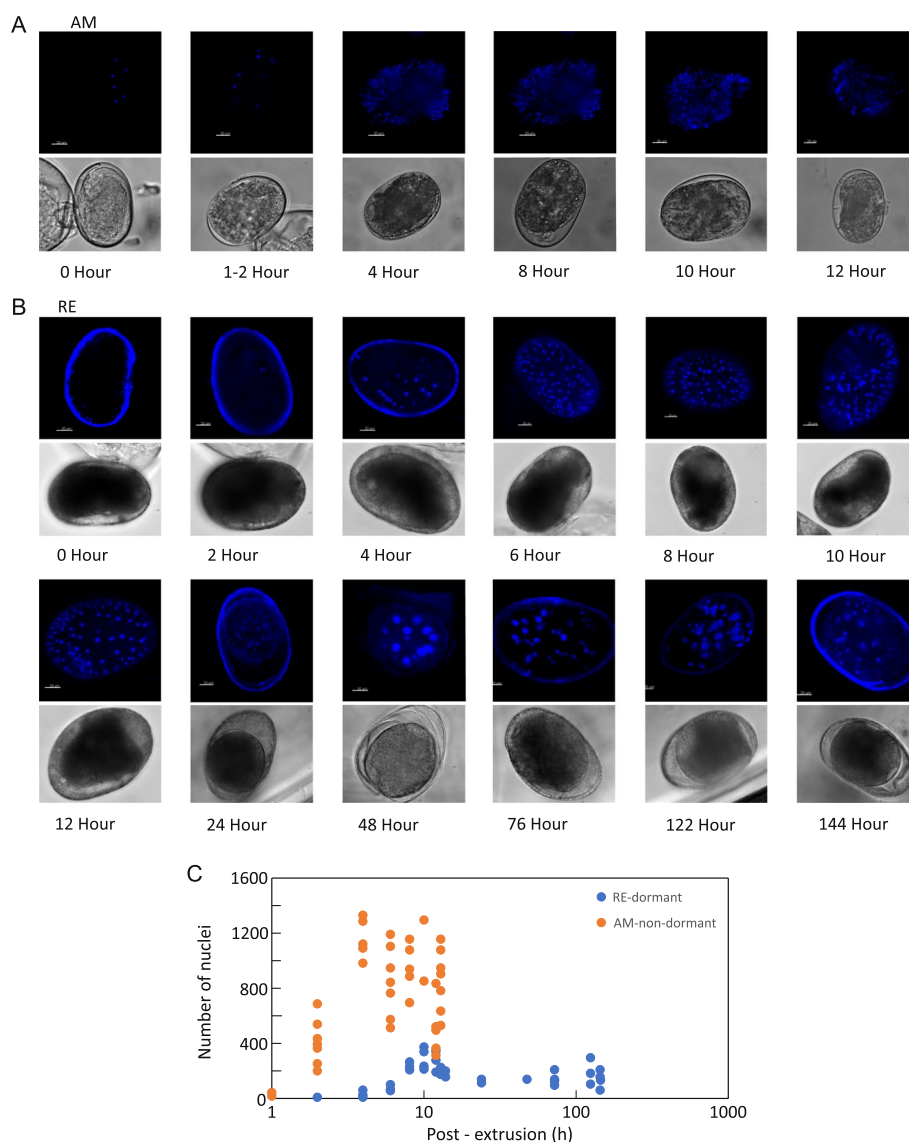 A AM
0 Hour 1-2 Hour 4 Hour 8 Hour 10 Hour 12 Hour
B RE
0 Hour 2 Hour 4 Hour 6 Hour 8 Hour 10 Hour
12 Hour 24 Hour 48 Hour 76 Hour 122 Hour 144 Hour
C
1600
RE-dormant
AM-non-dormant
1200
Number of nuclei
800
400
0
1 10 100 1000
Post - extrusion (h)